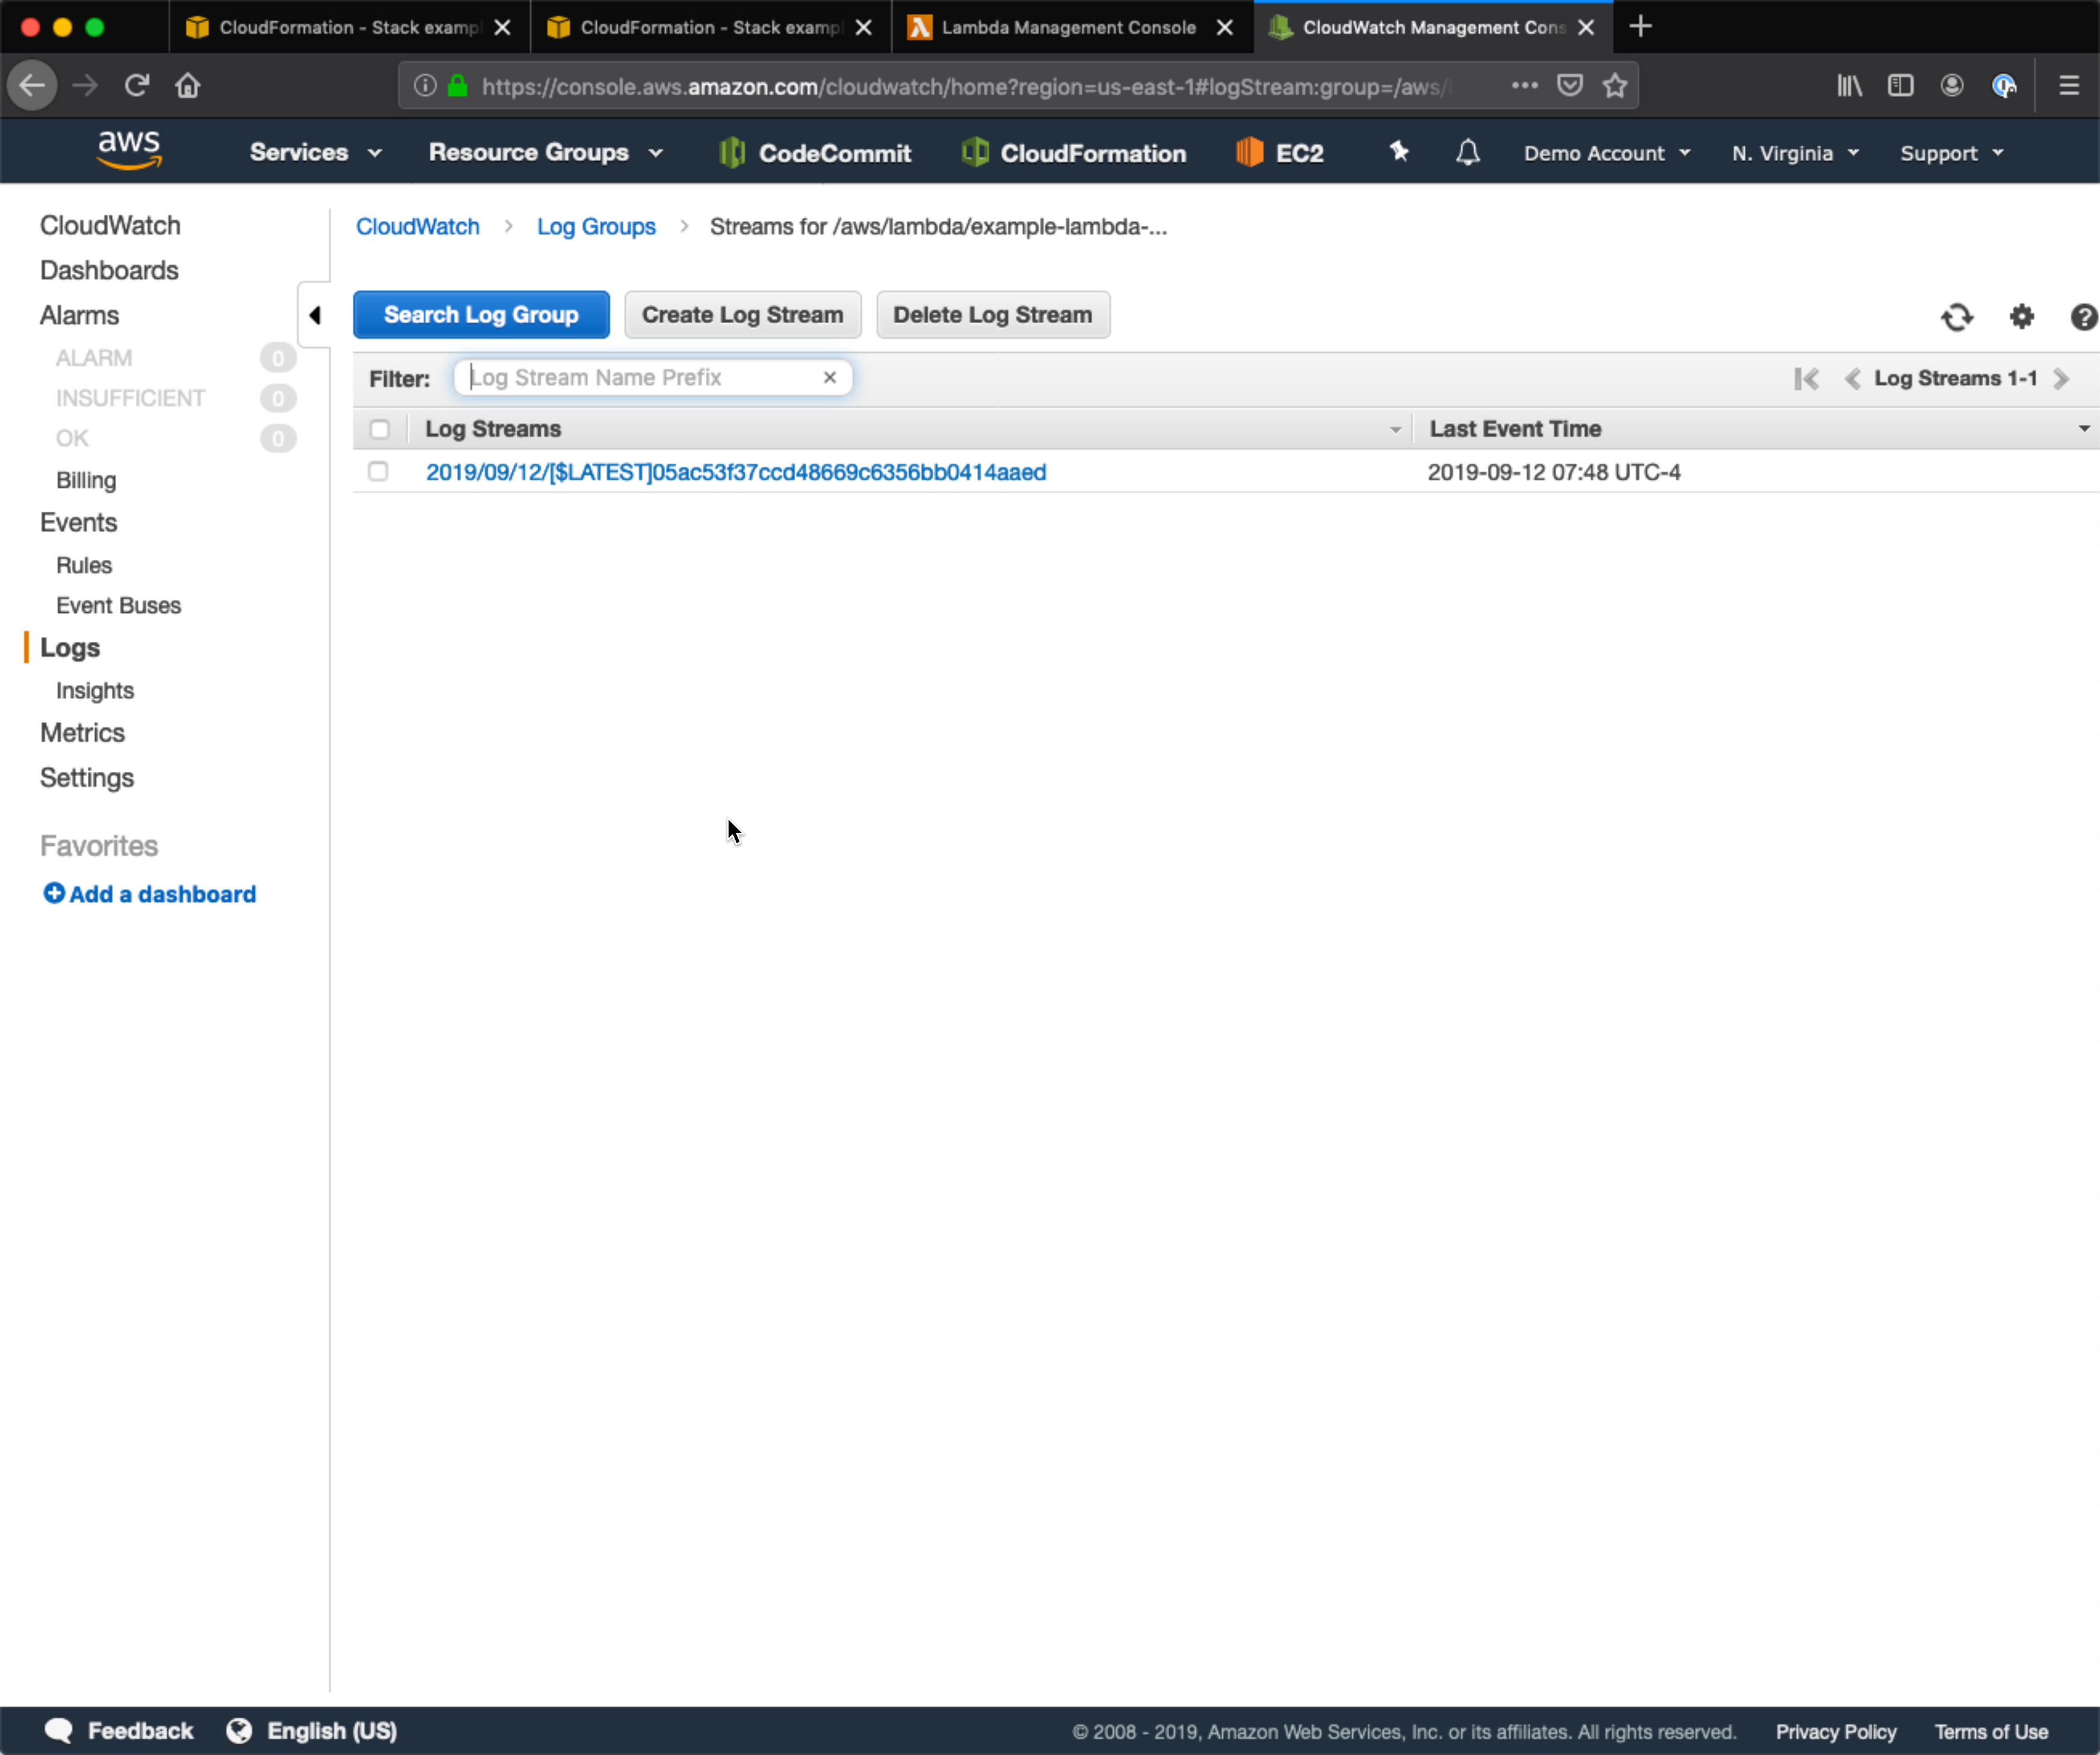 CloudFormation - Stack exampl
CloudFormation - Stack exampl
Lambda Management Console
CloudWatch Management Cons
https://console.aws.amazon.com/cloudwatch/home?region=us-east-1#logStream:group=/aws/l
aws
Services
Resource Groups
CodeCommit
CloudFormation
EC2
Demo Account
N. Virginia
Support
CloudWatch
Dashboards
Alarms
ALARM 0
INSUFFICIENT 0
OK 0
Billing
Events
Rules
Event Buses
Logs
Insights
Metrics
Settings
Favorites
Add a dashboard
CloudWatch > Log Groups > Streams for /aws/lambda/example-lambda-...
Search Log Group
Create Log Stream
Delete Log Stream
Filter: Log Stream Name Prefix
Log Streams 1-1
Log Streams
Last Event Time
2019/09/12/[$LATEST]05ac53f37ccd48669c6356bb0414aaed
2019-09-12 07:48 UTC-4
Feedback
English (US)
© 2008 - 2019, Amazon Web Services, Inc. or its affiliates. All rights reserved.
Privacy Policy
Terms of Use